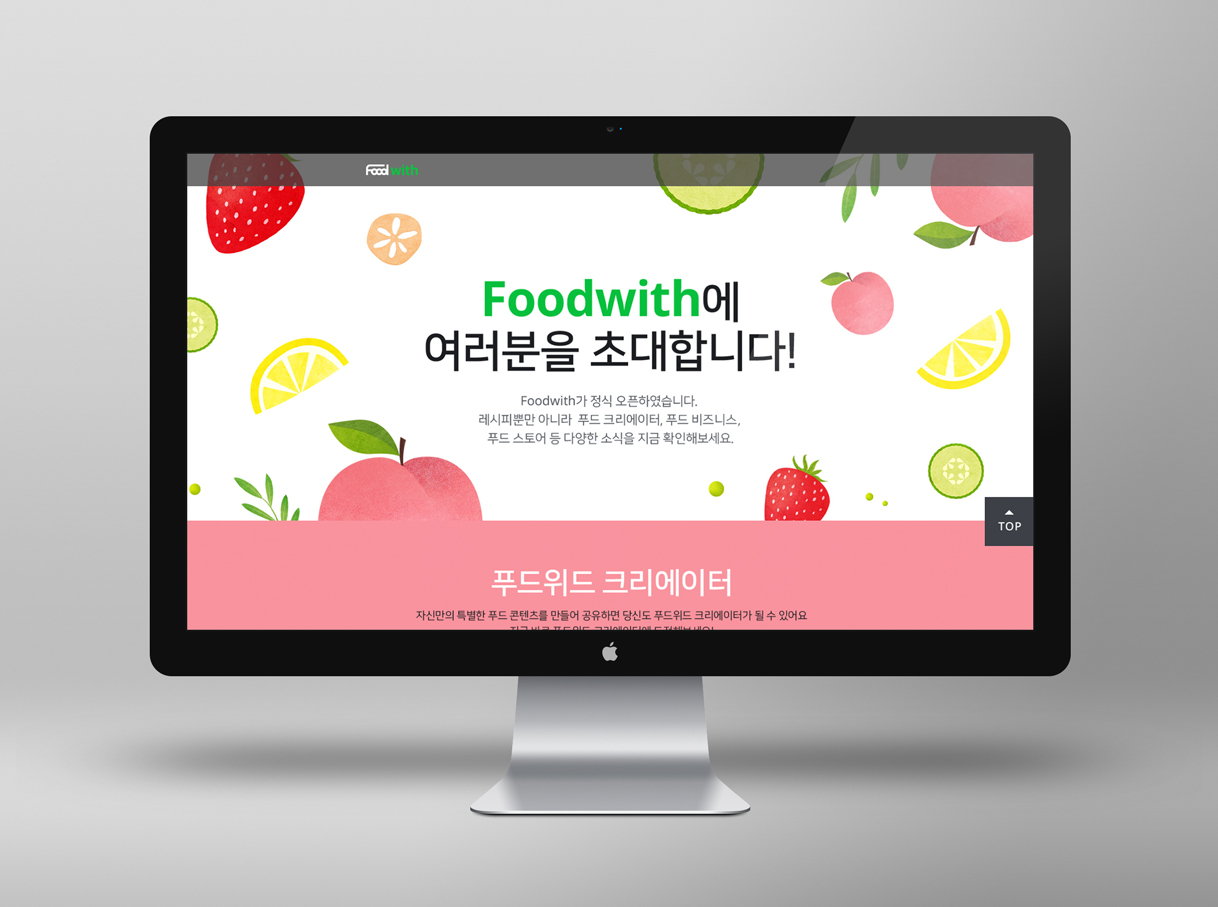 Foodwith
Foodwith에
여러분을 초대합니다!
Foodwith가 정식 오픈하였습니다.
레시피뿐만 아니라 푸드 크리에이터, 푸드 비즈니스,
푸드 스토어 등 다양한 소식을 지금 확인해보세요.
TOP
푸드위드 크리에이터
자신만의 특별한 푸드 콘텐츠를 만들어 공유하면 당신도 푸드위드 크리에이터가 될 수 있어요